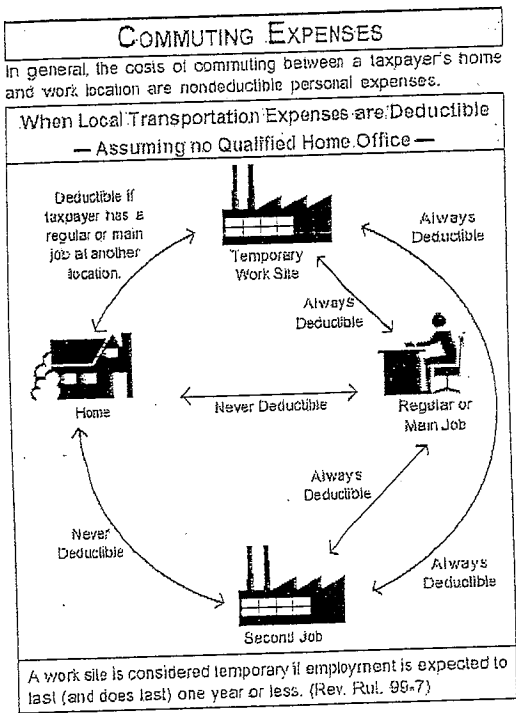 COMMUTING EXPENSES
In general, the costs of commuting between a taxpayer's home
and work location are nondeductible personal expenses.
When Local Transportation Expenses are Deductible
— Assuming no Qualified Home Office —
Deductible if
taxpayer has a
regular or main
job at another
location.
Temporary
Work Site
Always
Deductible
Always
Deductible
Home
Never Deductible
Regular or
Main Job
Never
Deductible
Always
Deductible
Always
Deductible
Second Job
A work site is considered temporary if employment is expected to
last (and does last) one year or less. (Rev. Rul. 99-7)